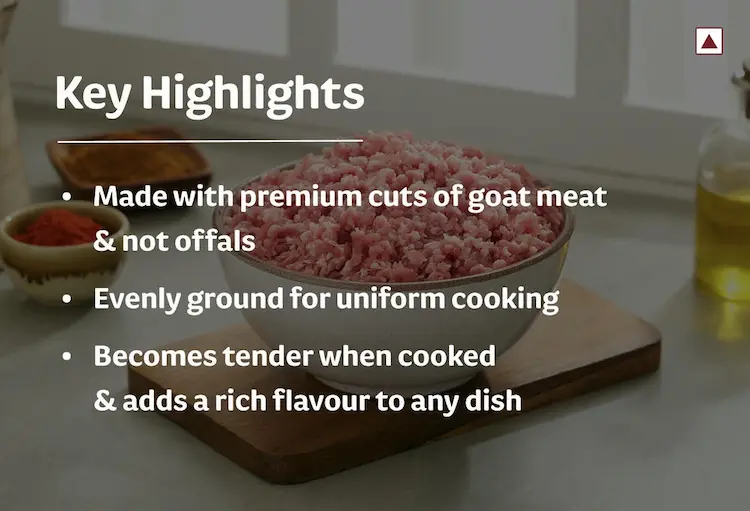 Key Highlights
• Made with premium cuts of goat meat
& not offals
• Evenly ground for uniform cooking
• Becomes tender when cooked
& adds a rich flavour to any dish